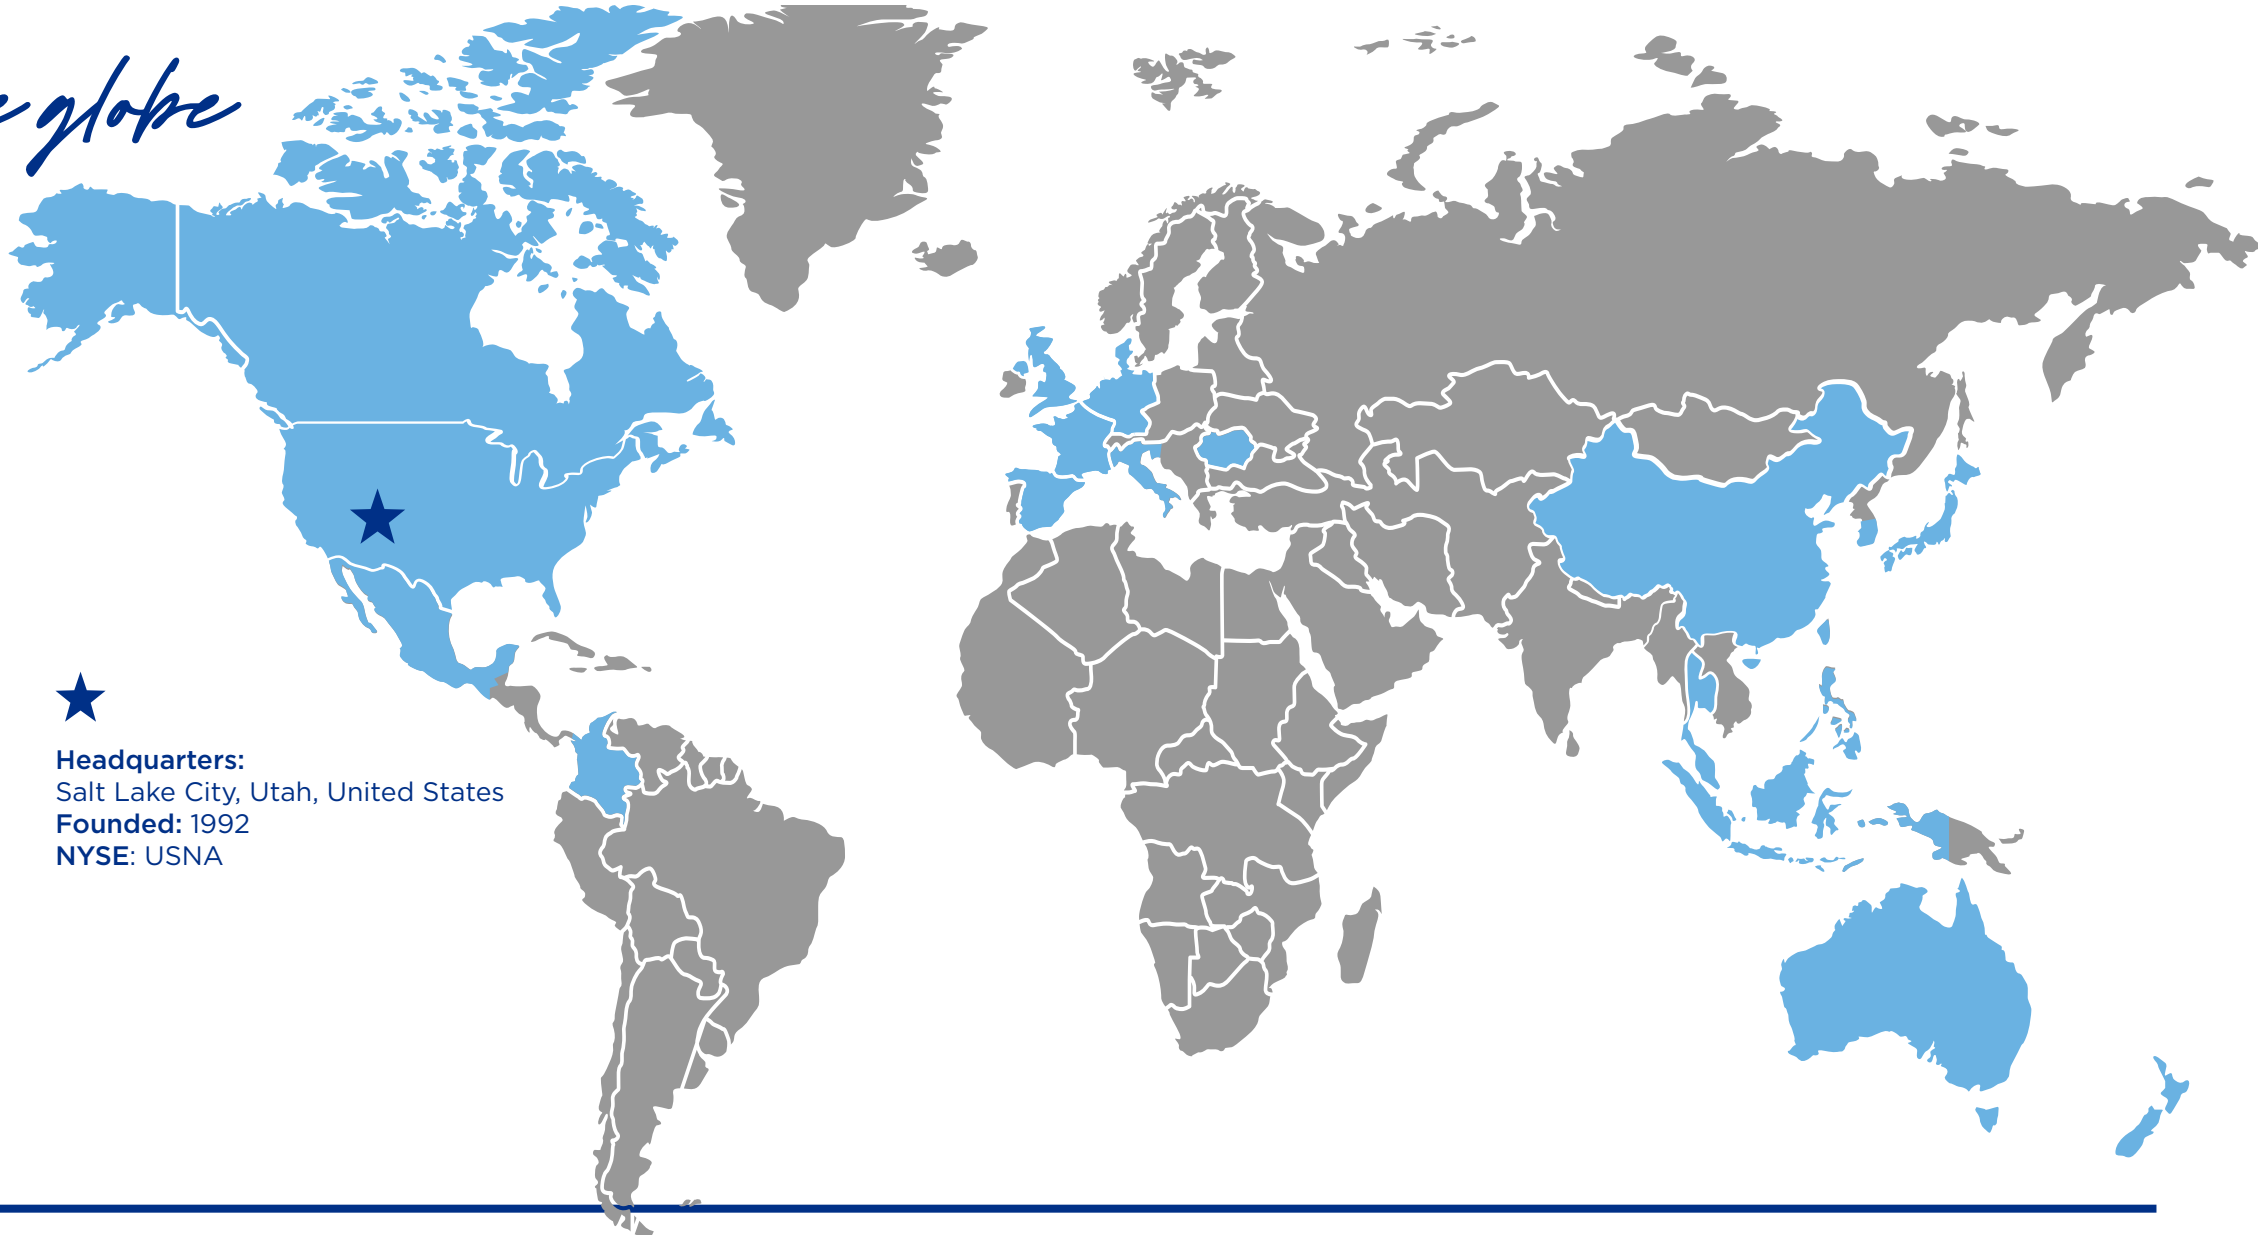 globe
Headquarters:
Salt Lake City, Utah, United States
Founded: 1992
NYSE: USNA